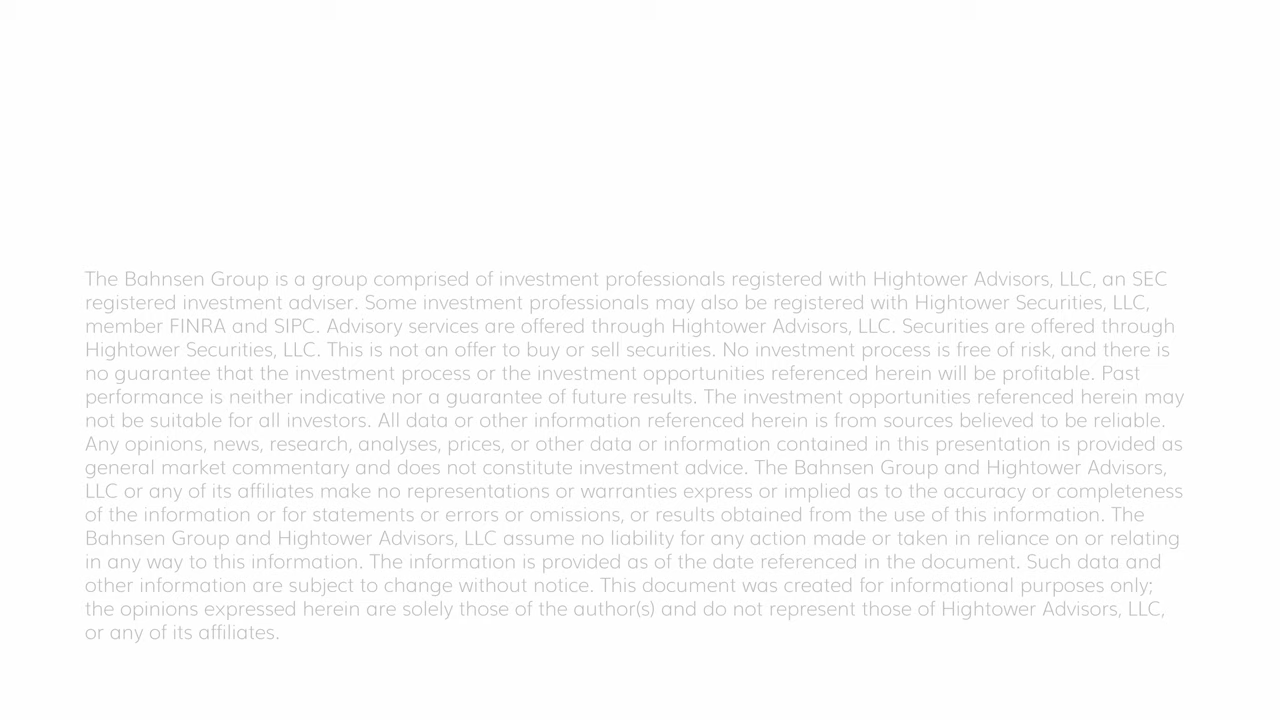 The Bahnsen Group is a group comprised of investment professionals registered with Hightower Advisors, LLC, an SEC
registered investment adviser. Some investment professionals may also be registered with Hightower Securities, LLC,
member FINRA and SIPC. Advisory services are offered through Hightower Advisors, LLC. Securities are offered through
Hightower Securities, LLC. This is not an offer to buy or sell securities. No investment process is free of risk, and there is
no guarantee that the investment process or the investment opportunities referenced herein will be profitable. Past
performance is neither indicative nor a guarantee of future results. The investment opportunities referenced herein may
not be suitable for all investors. All data or other information referenced herein is from sources believed to be reliable.
Any opinions, news, research, analyses, prices, or other data or information contained in this presentation is provided as
general market commentary and does not constitute investment advice. The Bahnsen Group and Hightower Advisors,
LLC or any of its affiliates make no representations or warranties express or implied as to the accuracy or completeness
of the information or for statements or errors or omissions, or results obtained from the use of this information. The
Bahnsen Group and Hightower Advisors, LLC assume no liability for any action made or taken in reliance on or relating
in any way to this information. The information is provided as of the date referenced in the document. Such data and
other information are subject to change without notice. This document was created for informational purposes only;
the opinions expressed herein are solely those of the author(s) and do not represent those of Hightower Advisors, LLC,
or any of its affiliates.